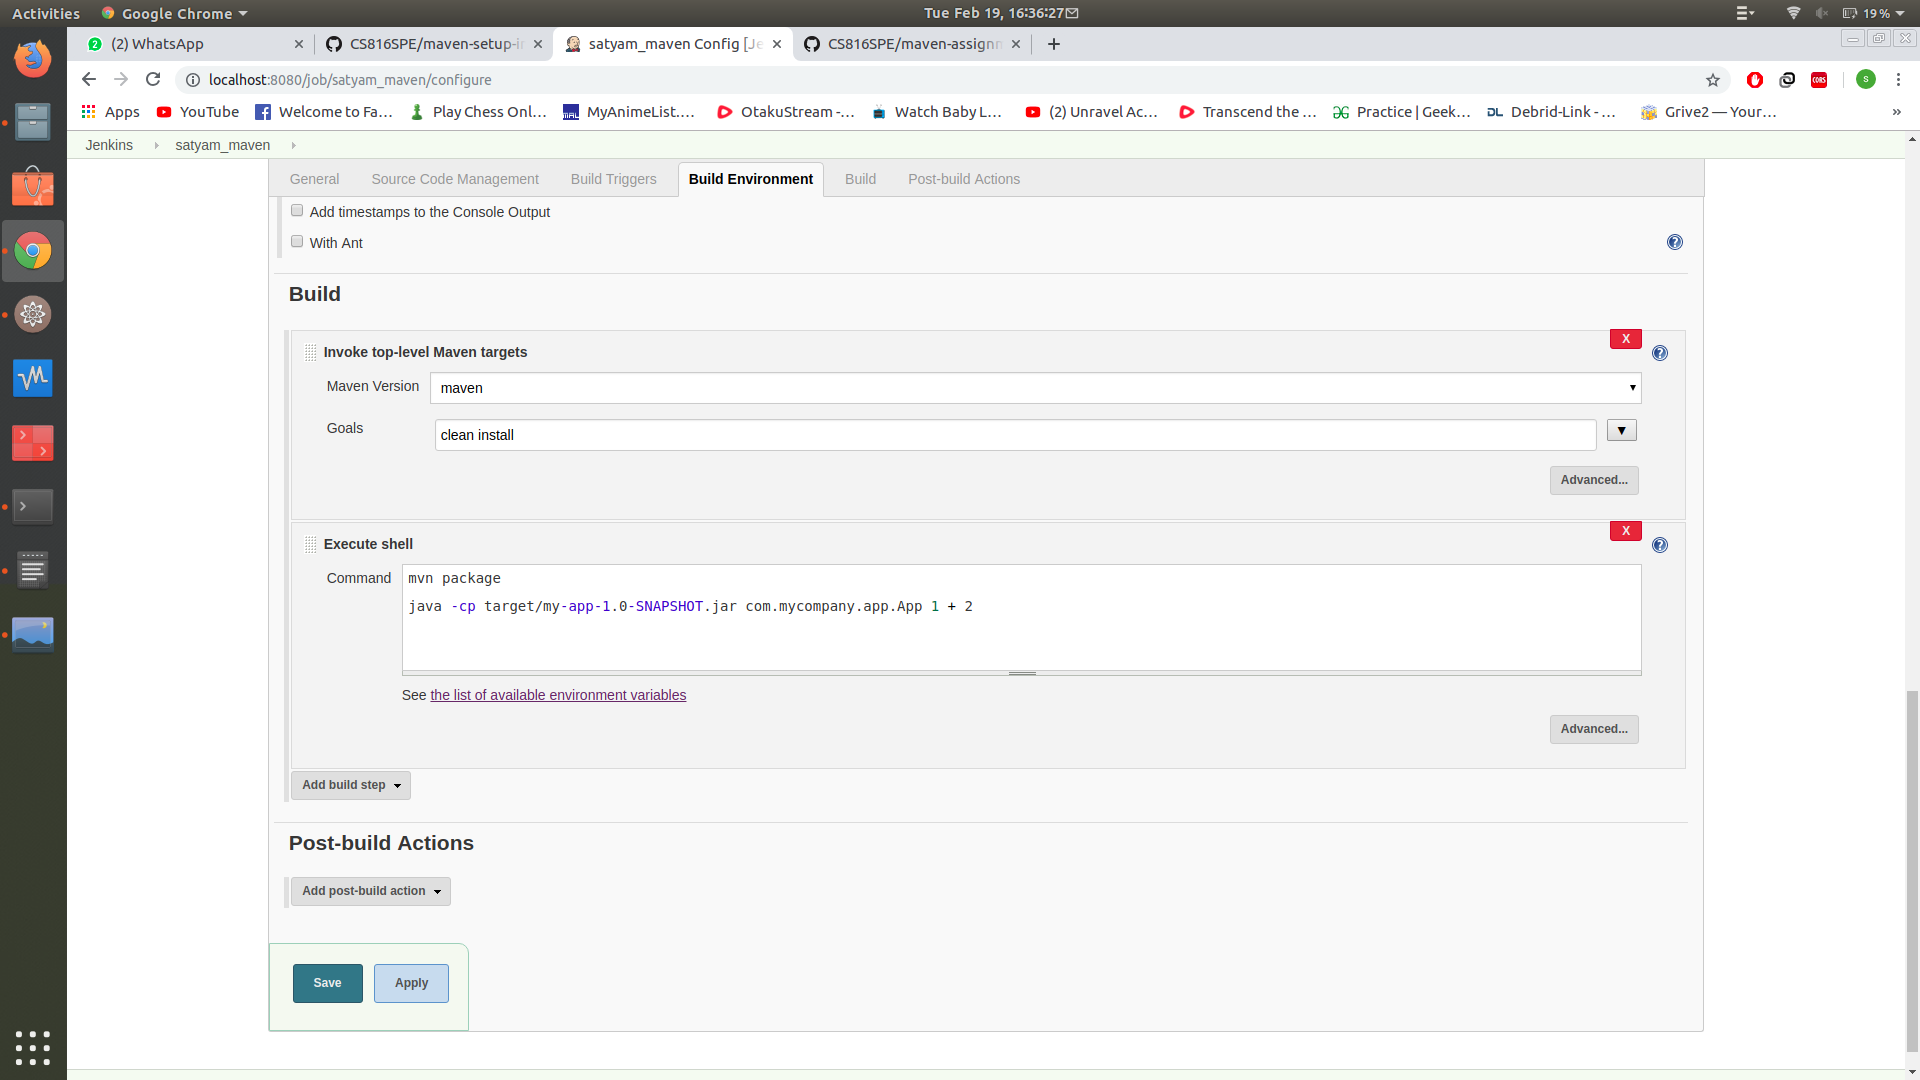 Activities Google Chrome Tue Feb 19, 16:36:27 19%
2 (2) WhatsApp CS816SPE/maven-setup-i satyam_maven Config [Je CS816SPE/maven-assignm
localhost:8080/job/satyam_maven/configure CORS S
Apps YouTube Welcome to Fa... Play Chess Onl... MAL MyAnimeList.... OtakuStream -... Watch Baby L... (2) Unravel Ac... Transcend the ... Practice | Geek... DL Debrid-Link - ... Grive2 — Your... »
Jenkins satyam_maven
General Source Code Management Build Triggers Build Environment Build Post-build Actions
Add timestamps to the Console Output
With Ant ?
Build
X
Invoke top-level Maven targets ?
Maven Version maven
Goals clean install
Advanced...
X
Execute shell ?
Command mvn package
java -cp target/my-app-1.0-SNAPSHOT.jar com.mycompany.app.App 1 + 2
See the list of available environment variables
Advanced...
Add build step
Post-build Actions
Add post-build action
Save Apply